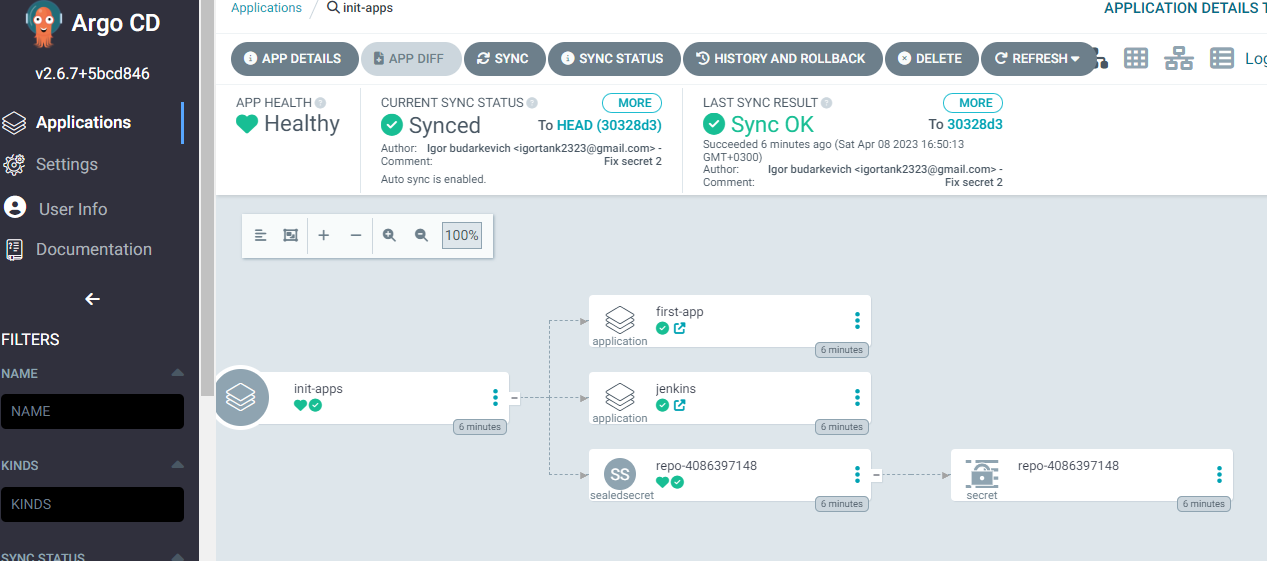 Argo CD
v2.6.7+5bcd846
Applications
Settings
User Info
Documentation
FILTERS
NAME
NAME
KINDS
KINDS
SYNC STATUS
Applications / init-apps
APPLICATION DETAILS T
APP DETAILS
APP DIFF
SYNC
SYNC STATUS
HISTORY AND ROLLBACK
DELETE
REFRESH
Log
APP HEALTH
Healthy
CURRENT SYNC STATUS
MORE
Synced
To HEAD (30328d3)
Author: Igor budarkevich <igortank2323@gmail.com> -
Comment: Fix secret 2
Auto sync is enabled.
LAST SYNC RESULT
MORE
Sync OK
To 30328d3
Succeeded 6 minutes ago (Sat Apr 08 2023 16:50:13
GMT+0300)
Author: Igor budarkevich <igortank2323@gmail.com> -
Comment: Fix secret 2
100%
init-apps
6 minutes
first-app
application
6 minutes
jenkins
application
6 minutes
SS
repo-4086397148
sealedsecret
6 minutes
repo-4086397148
secret
6 minutes